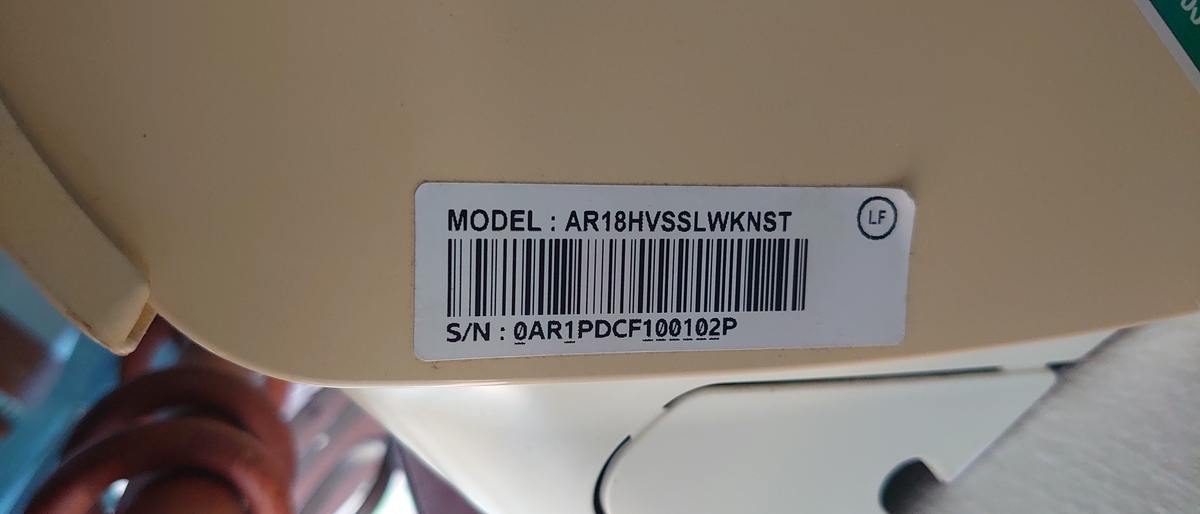 MODEL : AR18HVSSLWKNST
LF
S/N : 0AR1PDCF100102P